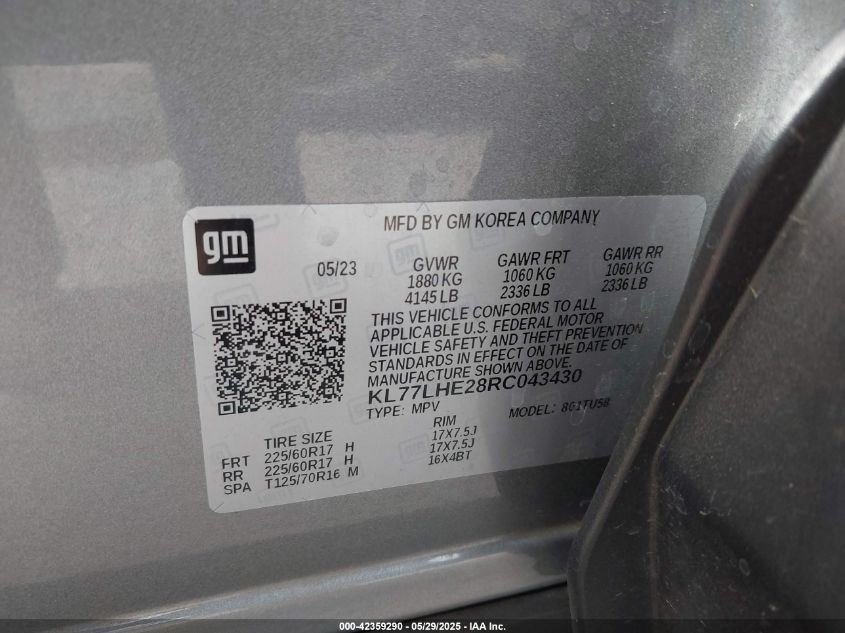 gm
MFD BY GM KOREA COMPANY
05/23
GVWR GAWR FRT GAWR RR
1880 KG 1060 KG 1060 KG
4145 LB 2336 LB 2336 LB
THIS VEHICLE CONFORMS TO ALL
APPLICABLE U.S. FEDERAL MOTOR
VEHICLE SAFETY AND THEFT PREVENTION
STANDARDS IN EFFECT ON THE DATE OF
MANUFACTURE SHOWN ABOVE.
KL77LHE28RC043430
TYPE: MPV MODEL:
TIRE SIZE RIM
FRT 225/60R17 H 17X7.5J
RR 225/60R17 H 17X7.5J
SPA T125/70R16 M 16X4BT
000-42359290 — 05/29/2025 — IAA Inc.